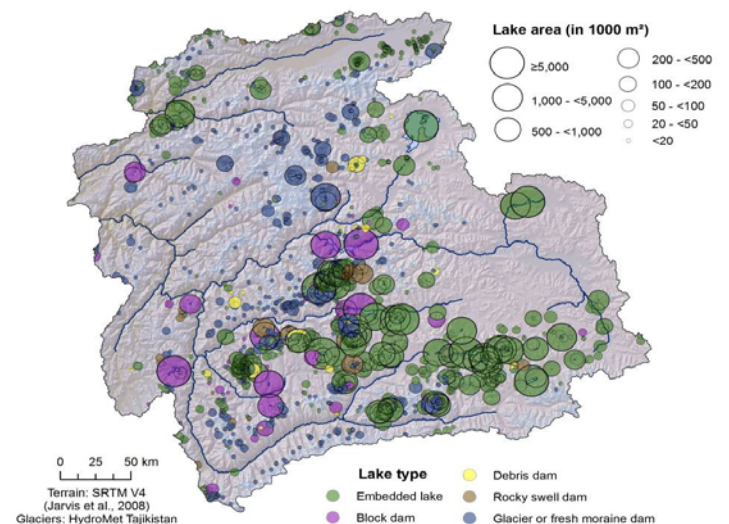 Lake area (in 1000 m²)
≥5,000
1,000 - <5,000
500 - <1,000
200 - <500
100 - <200
50 - <100
20 - <50
<20
0 25 50 km
Terrain: SRTM V4
(Jarvis et al., 2008)
Glaciers: HydroMet Tajikistan
Lake type
Embedded lake
Block dam
Debris dam
Rocky swell dam
Glacier or fresh moraine dam